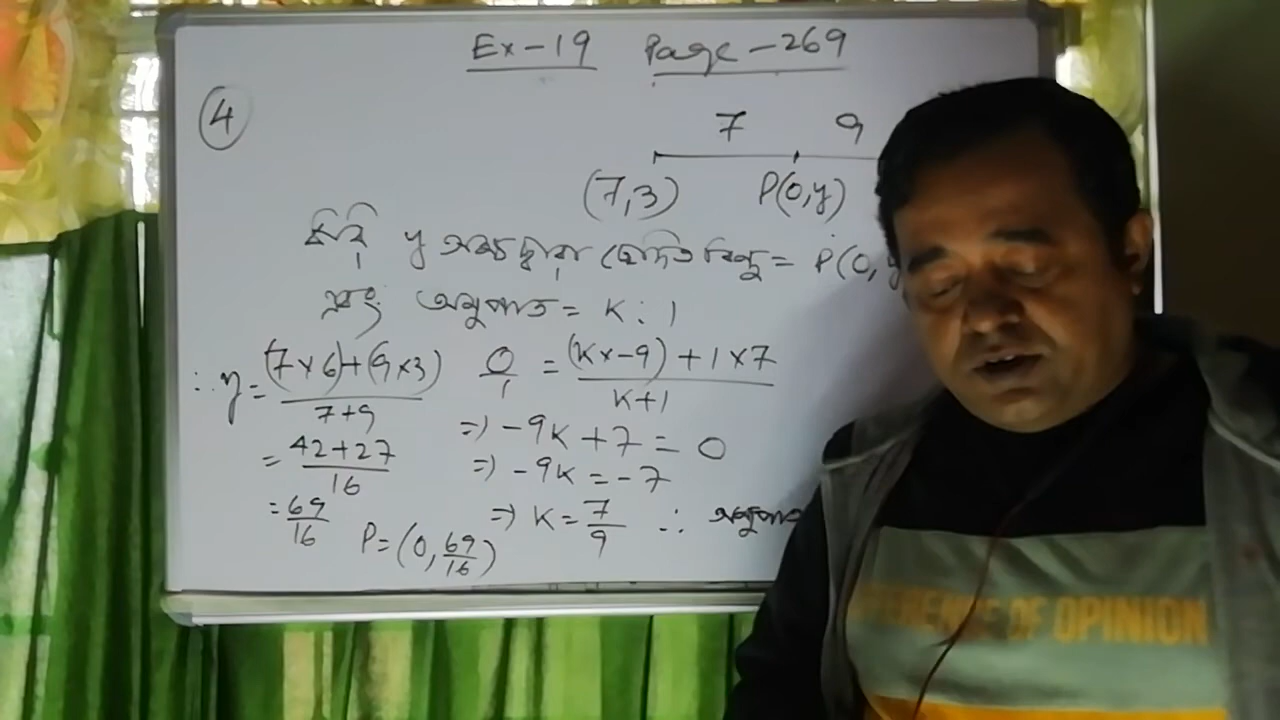 Ex-19 Page-269
④
7 9
(7,3) P(0,y)
ধরি y অক্ষ দ্বারা ছেদিত বিন্দু = P(0,
এবং অনুপাত = K : 1
∴ y = (7×6)+(9×3) / 7+9
= 42+27 / 16
= 69/16
P = (0, 69/16)
0/1 = (K×-9)+1×7 / K+1
⇒ -9K+7 = 0
⇒ -9K = -7
⇒ K = 7/9 ∴ অনুপাত
OF OPINION